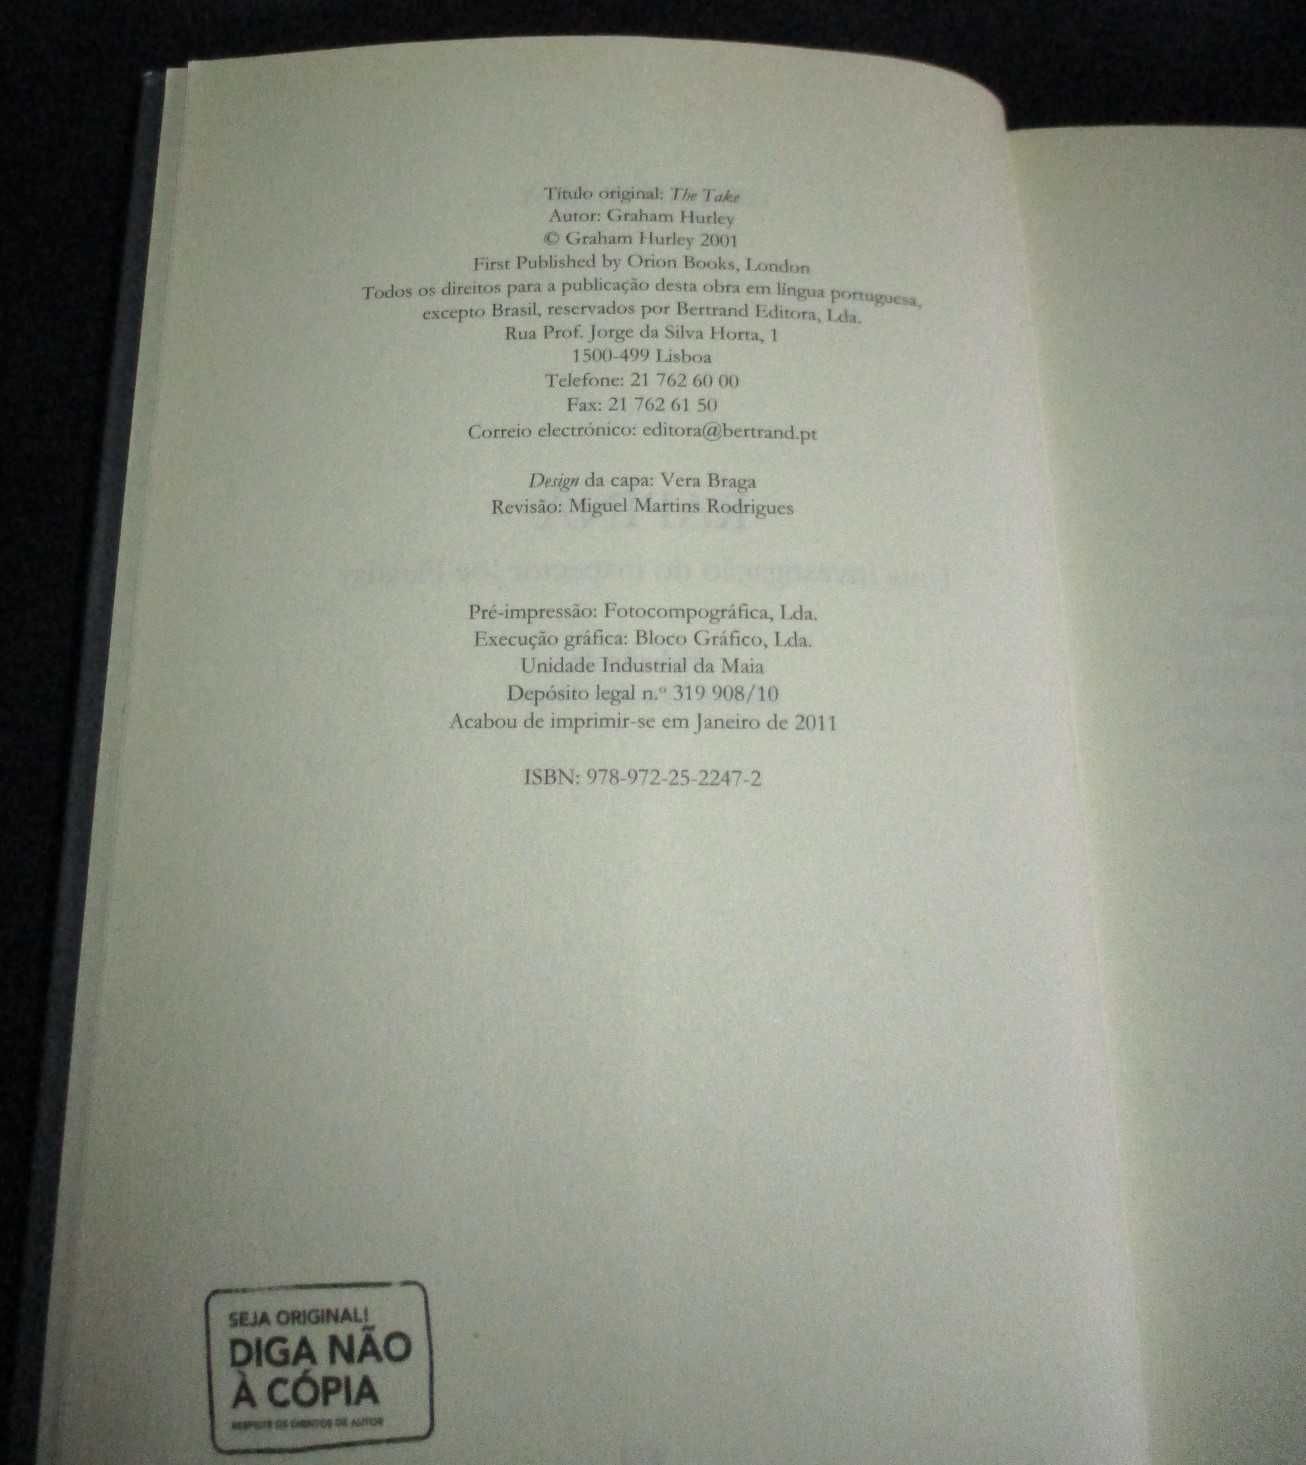 Título original: The Take
Autor: Graham Hurley
© Graham Hurley 2001
First Published by Orion Books, London
Todos os direitos para a publicação desta obra em língua portuguesa,
excepto Brasil, reservados por Bertrand Editora, Lda.
Rua Prof. Jorge da Silva Horta, 1
1500-499 Lisboa
Telefone: 21 762 60 00
Fax: 21 762 61 50
Correio electrónico: editora@bertrand.pt
Design da capa: Vera Braga
Revisão: Miguel Martins Rodrigues
Pré-impressão: Fotocompográfica, Lda.
Execução gráfica: Bloco Gráfico, Lda.
Unidade Industrial da Maia
Depósito legal n.º 319 908/10
Acabou de imprimir-se em Janeiro de 2011
ISBN: 978-972-25-2247-2
SEJA ORIGINAL!
DIGA NÃO
À CÓPIA
RESPEITE OS DIREITOS DE AUTOR